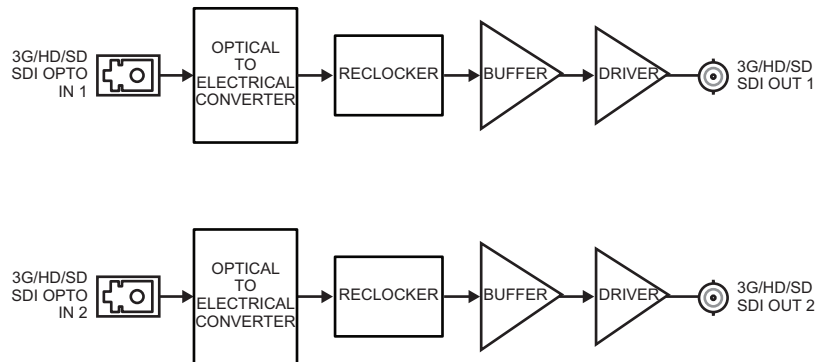 3G/HD/SD
SDI OPTO
IN 1
OPTICAL
TO
ELECTRICAL
CONVERTER
RECLOCKER
BUFFER
DRIVER
3G/HD/SD
SDI OUT 1
3G/HD/SD
SDI OPTO
IN 2
OPTICAL
TO
ELECTRICAL
CONVERTER
RECLOCKER
BUFFER
DRIVER
3G/HD/SD
SDI OUT 2